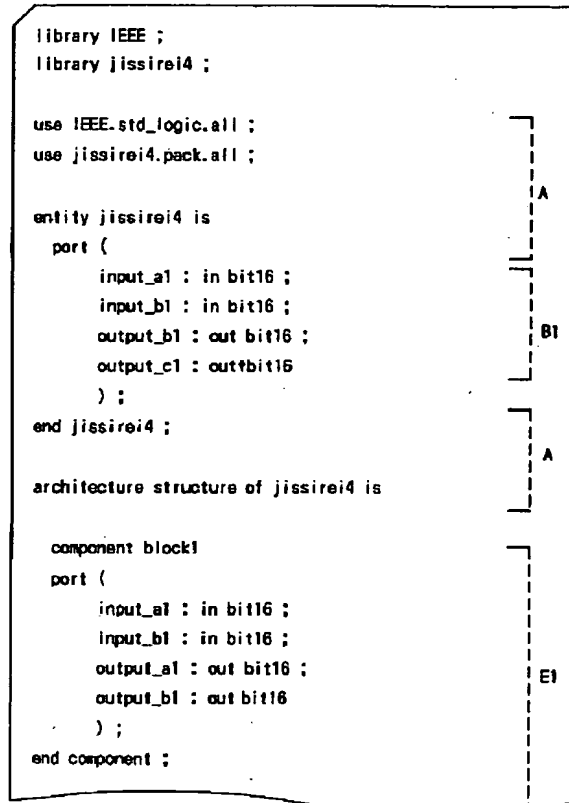 library IEEE ;
library jissirei4 ;
use IEEE.std_logic.all ;
use jissirei4.pack.all ;
A
entity jissirei4 is
port (
input_a1 : in bit16 ;
input_b1 : in bit16 ;
output_b1 : out bit16 ;
output_c1 : out+bit16
) ;
B1
end jissirei4 ;
A
architecture structure of jissirei4 is
component block1
port (
input_a1 : in bit16 ;
input_b1 : in bit16 ;
output_a1 : out bit16 ;
output_b1 : out bit16
) ;
E1
end component ;